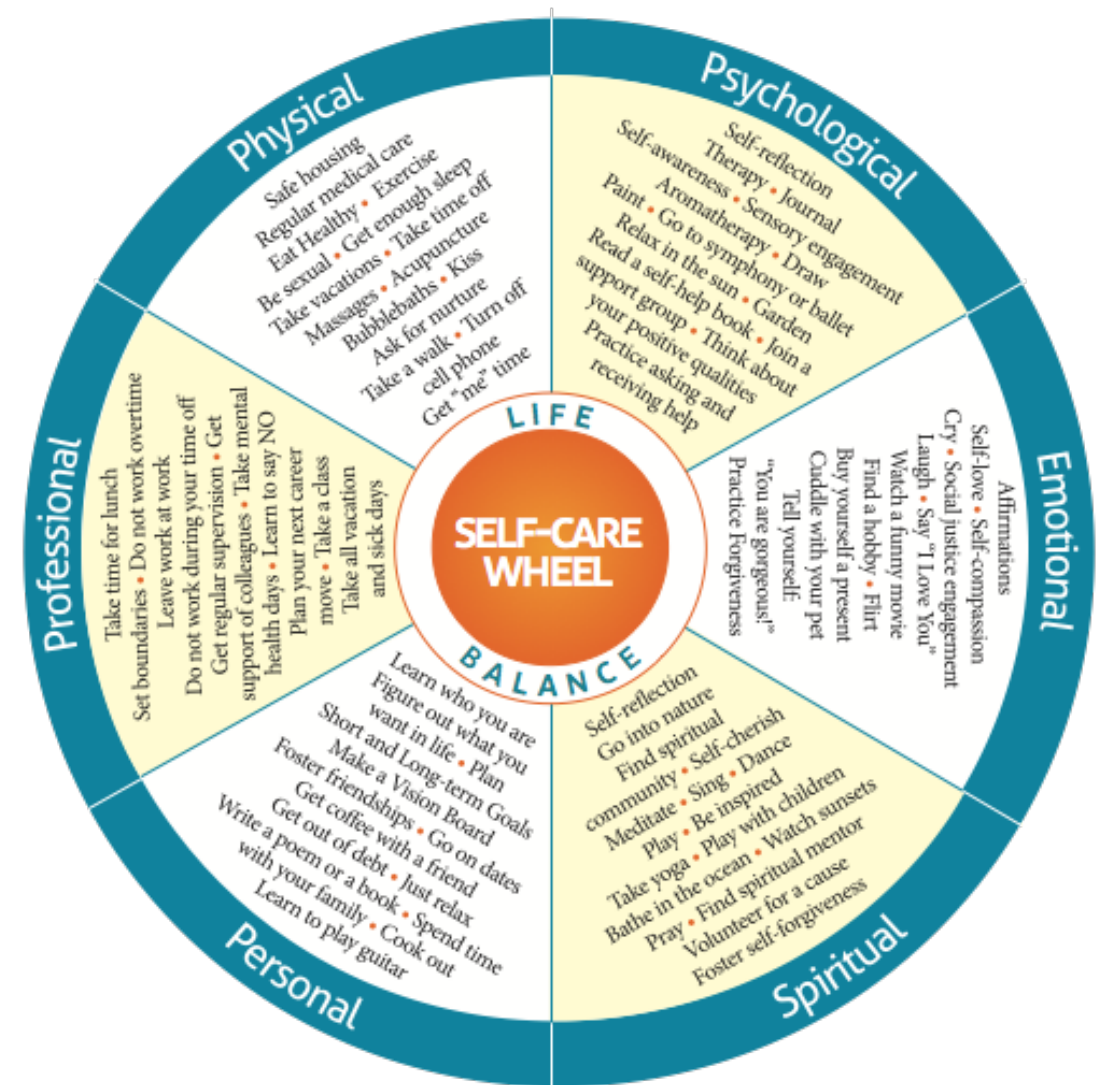 SELF-CARE
WHEEL
LIFE
BALANCE
Physical
Safe housing
Regular medical care
Eat Healthy • Exercise
Be sexual • Get enough sleep
Take vacations • Take time off
Massages • Acupuncture
Bubblebaths • Kiss
Ask for nurture
Take a walk • Turn off
cell phone
Get “me” time
Psychological
Self-reflection
Therapy • Journal
Self-awareness • Sensory engagement
Aromatherapy • Draw
Paint • Go to symphony or ballet
Relax in the sun • Garden
Read a self-help book • Join a
support group • Think about
your positive qualities
Practice asking and
receiving help
Emotional
Affirmations
Self-love • Self-compassion
Cry • Social justice engagement
Laugh • Say “I Love You”
Watch a funny movie
Find a hobby • Flirt
Buy yourself a present
Cuddle with your pet
Tell yourself:
“You are gorgeous!”
Practice Forgiveness
Spiritual
Self-reflection
Go into nature
Find spiritual
community • Self-cherish
Meditate • Sing • Dance
Play • Be inspired
Take yoga • Play with children
Bathe in the ocean • Watch sunsets
Pray • Find spiritual mentor
Volunteer for a cause
Foster self-forgiveness
Personal
Learn who you are
Figure out what you
want in life • Plan
Short and Long-term Goals
Make a Vision Board
Foster friendships • Go on dates
Get coffee with a friend
Get out of debt • Just relax
Write a poem or a book • Spend time
with your family • Cook out
Learn to play guitar
Professional
Take time for lunch
Set boundaries • Do not work overtime
Leave work at work
Do not work during your time off
Get regular supervision • Get
support of colleagues • Take mental
health days • Learn to say NO
Plan your next career
move • Take a class
Take all vacation
and sick days